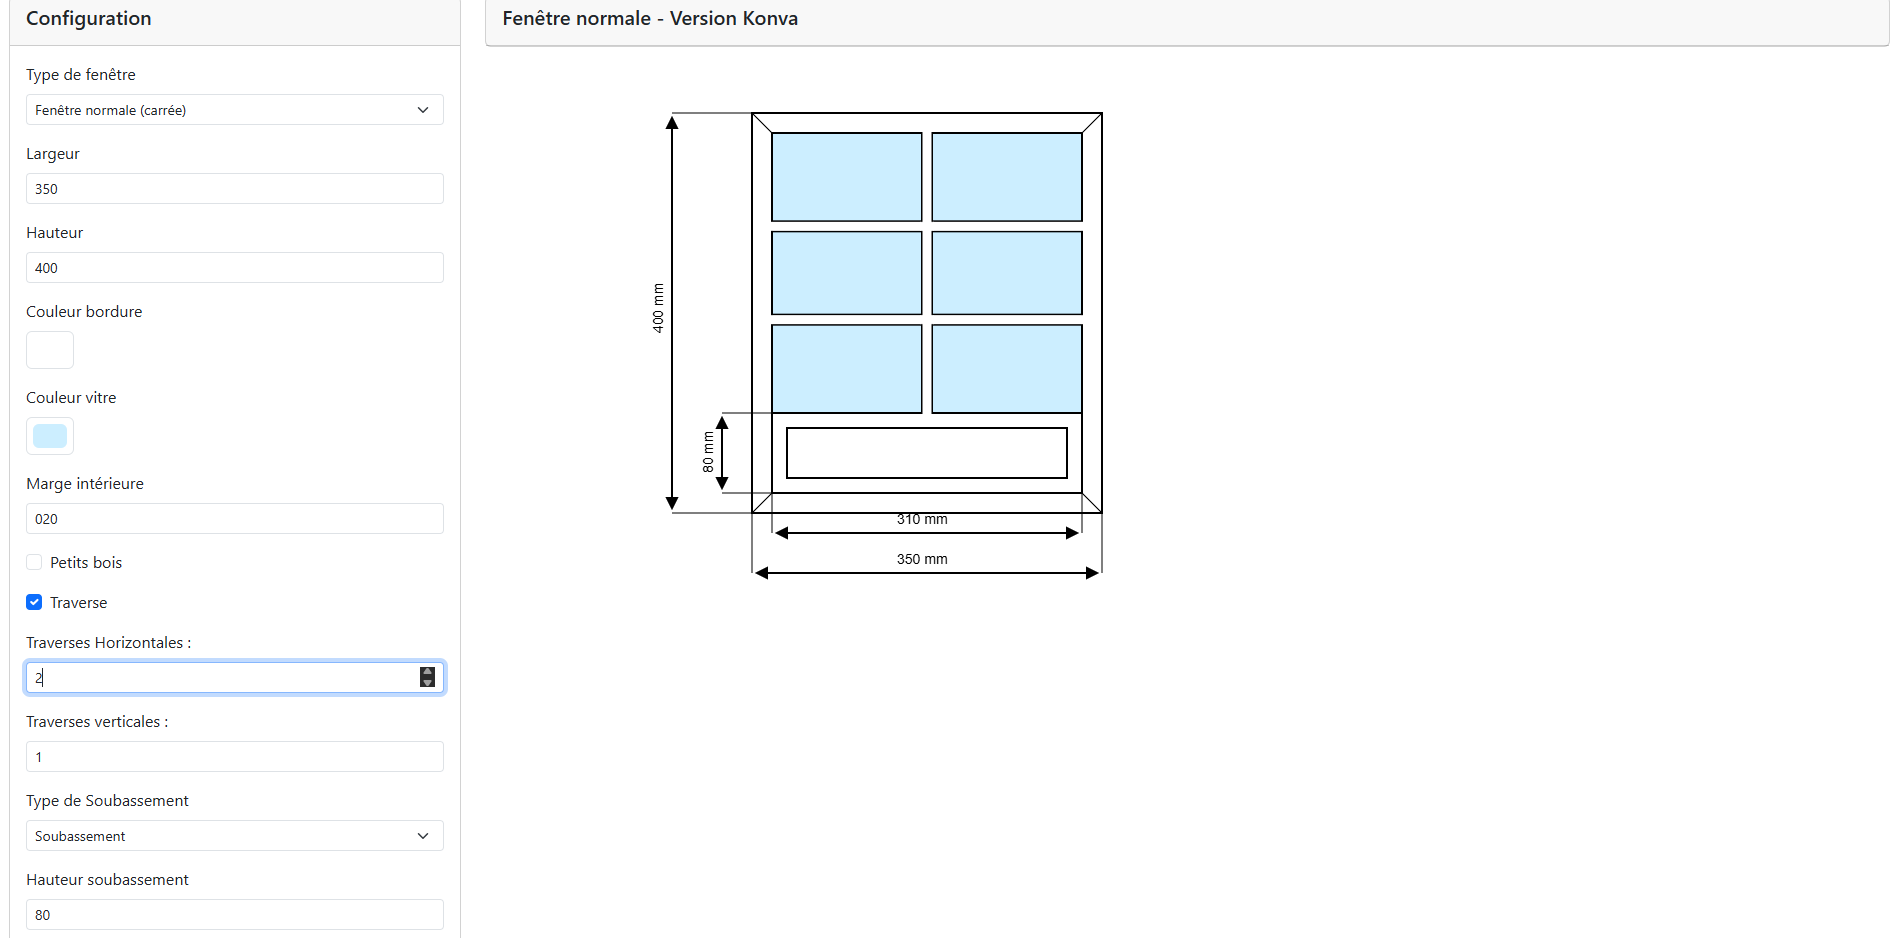 Configuration
Type de fenêtre
Fenêtre normale (carrée)
Largeur
350
Hauteur
400
Couleur bordure
Couleur vitre
Marge intérieure
020
Petits bois
Traverse
Traverses Horizontales :
2
Traverses verticales :
1
Type de Soubassement
Soubassement
Hauteur soubassement
80
Fenêtre normale - Version Konva
400 mm
80 mm
310 mm
350 mm